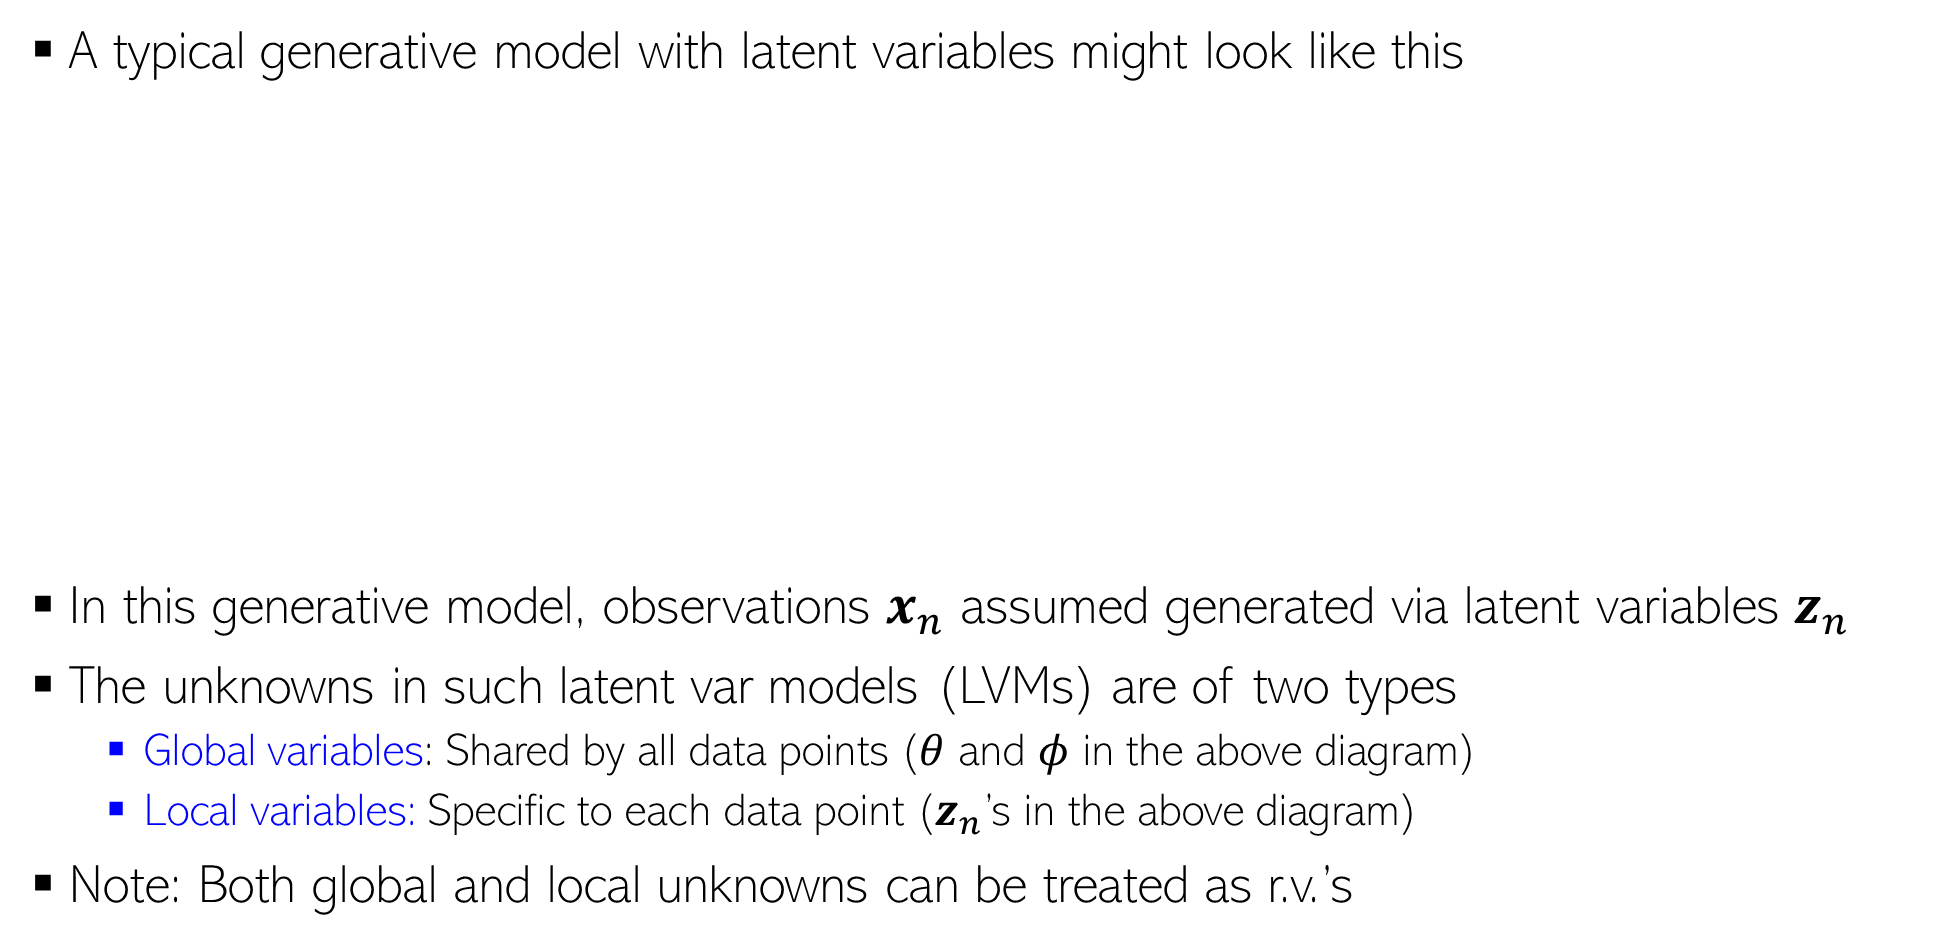 ▪ A typical generative model with latent variables might look like this
▪ In this generative model, observations 𝒙ₙ assumed generated via latent variables 𝒛ₙ
▪ The unknowns in such latent var models (LVMs) are of two types
▪ Global variables: Shared by all data points (θ and ϕ in the above diagram)
▪ Local variables: Specific to each data point (𝒛ₙ's in the above diagram)
▪ Note: Both global and local unknowns can be treated as r.v.'s